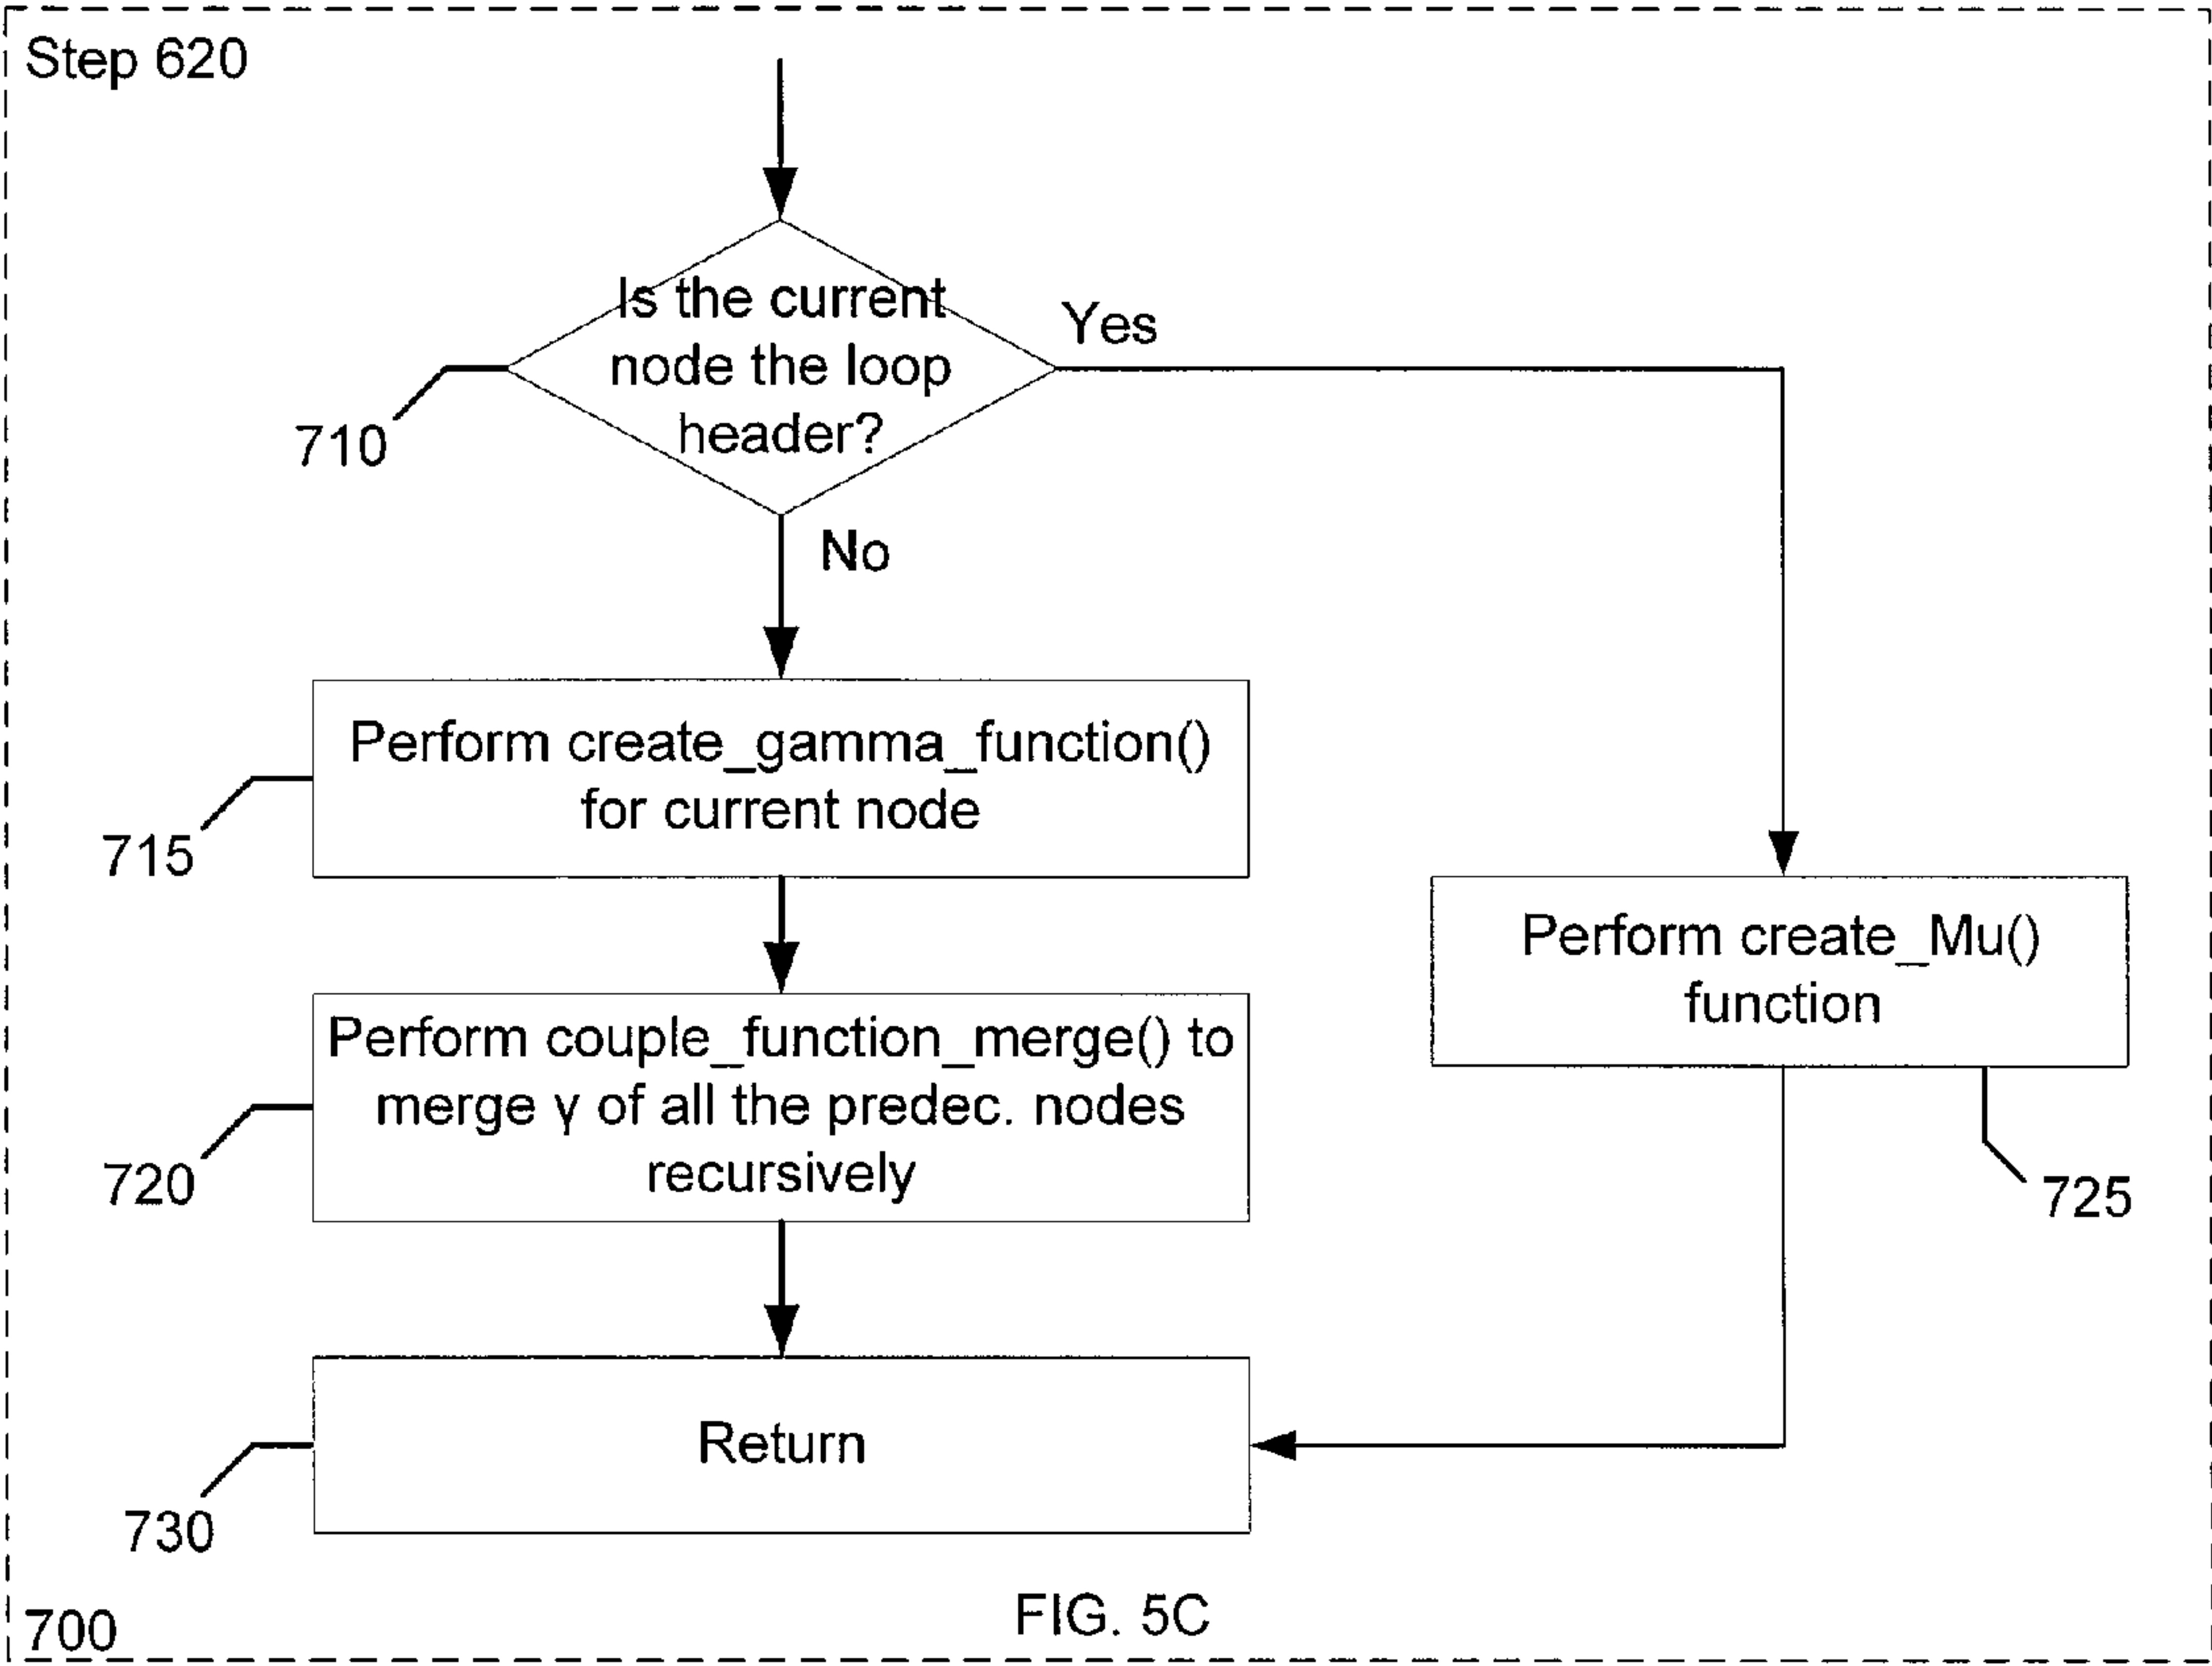 Step 620
Is the current
node the loop
header?
Yes
710
No
Perform create_gamma_function()
for current node
715
Perform create_Mu()
function
725
Perform couple_function_merge() to
merge γ of all the predec. nodes
recursively
720
Return
730
FIG. 5C
700